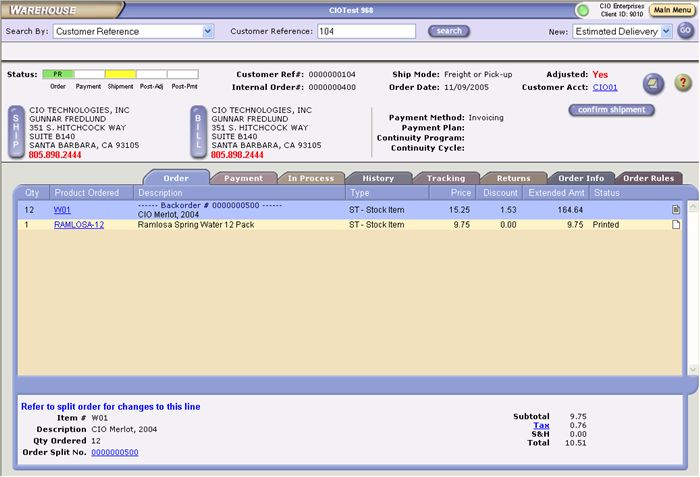 WAREHOUSE
CIOTest 968
CIO Enterprises
Client ID: 9010
Main Menu
Search By: Customer Reference Customer Reference: 104 search New: Estimated Delievery GO
Status: PR
Order Payment Shipment Post-Adj Post-Pmt
Customer Ref#: 0000000104 Ship Mode: Freight or Pick-up Adjusted: Yes
Internal Order#: 0000000400 Order Date: 11/09/2005 Customer Acct: CIO01
?
SHIP
CIO TECHNOLOGIES, INC
GUNNAR FREDLUND
351 S. HITCHCOCK WAY
SUITE B140
SANTA BARBARA, CA 93105
805.898.2444
BILL
CIO TECHNOLOGIES, INC
GUNNAR FREDLUND
351 S. HITCHCOCK WAY
SUITE B140
SANTA BARBARA, CA 93105
805.898.2444
Payment Method: Invoicing
Payment Plan:
Continuity Program:
Continuity Cycle:
confirm shipment
Order Payment In Process History Tracking Returns Order Info Order Rules
Qty Product Ordered Description Type Price Discount Extended Amt Status
12 W01 ------ Backorder # 0000000500 ------ ST - Stock Item 15.25 1.53 164.64
CIO Merlot, 2004
1 RAMLOSA-12 Ramlosa Spring Water 12 Pack ST - Stock Item 9.75 0.00 9.75 Printed
Refer to split order for changes to this line
Item # W01
Description CIO Merlot, 2004
Qty Ordered 12
Order Split No. 0000000500
Subtotal 9.75
Tax 0.76
S&H 0.00
Total 10.51